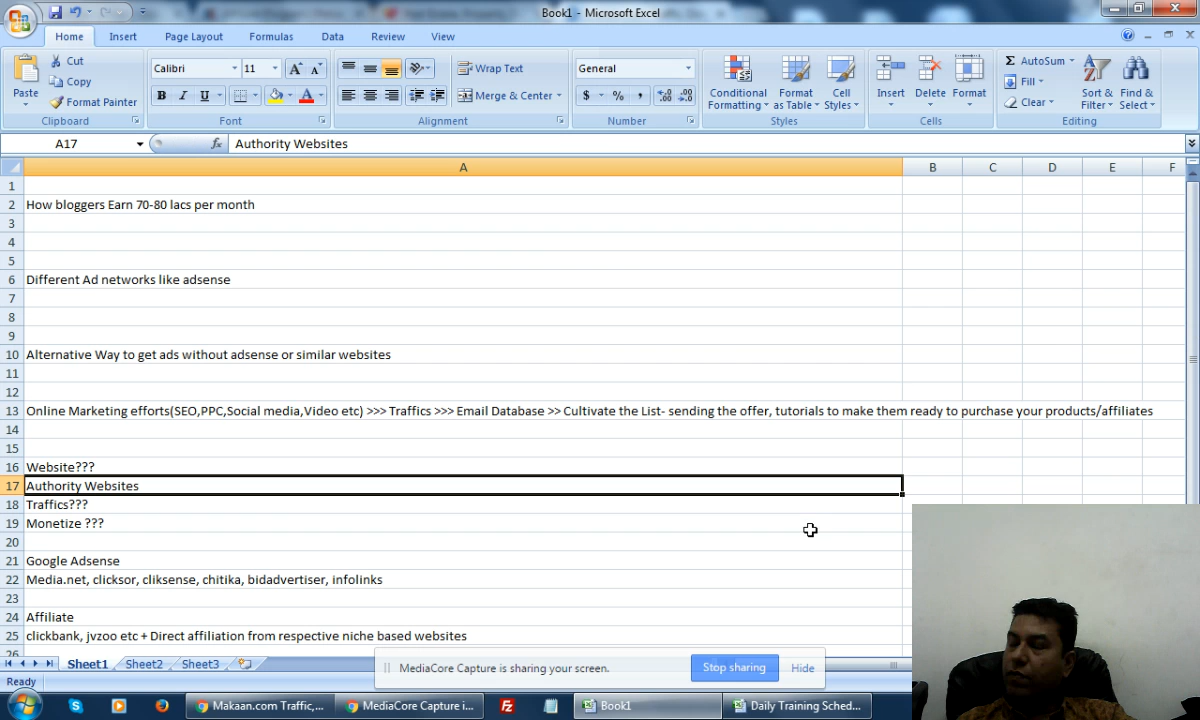 Book1 - Microsoft Excel
Home Insert Page Layout Formulas Data Review View
Paste Cut Copy Format Painter Clipboard
Calibri 11 A A B I U A Font
Wrap Text Merge & Center Alignment
General $ % , .0 .00 .00 .0 Number
Conditional Formatting Format as Table Cell Styles Styles
Insert Delete Format Cells
Σ AutoSum Fill Clear Sort & Filter Find & Select Editing
A17 fx Authority Websites
A B C D E F
1
2 How bloggers Earn 70-80 lacs per month
3
4
5
6 Different Ad networks like adsense
7
8
9
10 Alternative Way to get ads without adsense or similar websites
11
12
13 Online Marketing efforts(SEO,PPC,Social media,Video etc) >>> Traffics >>> Email Database >> Cultivate the List- sending the offer, tutorials to make them ready to purchase your products/affiliates
14
15
16 Website???
17 Authority Websites
18 Traffics???
19 Monetize ???
20
21 Google Adsense
22 Media.net, clicksor, cliksense, chitika, bidadvertiser, infolinks
23
24 Affiliate
25 clickbank, jvzoo etc + Direct affiliation from respective niche based websites
26
Sheet1 Sheet2 Sheet3
MediaCore Capture is sharing your screen. Stop sharing Hide
Ready
Makaan.com Traffic,... MediaCore Capture i... Book1 Daily Training Sched...